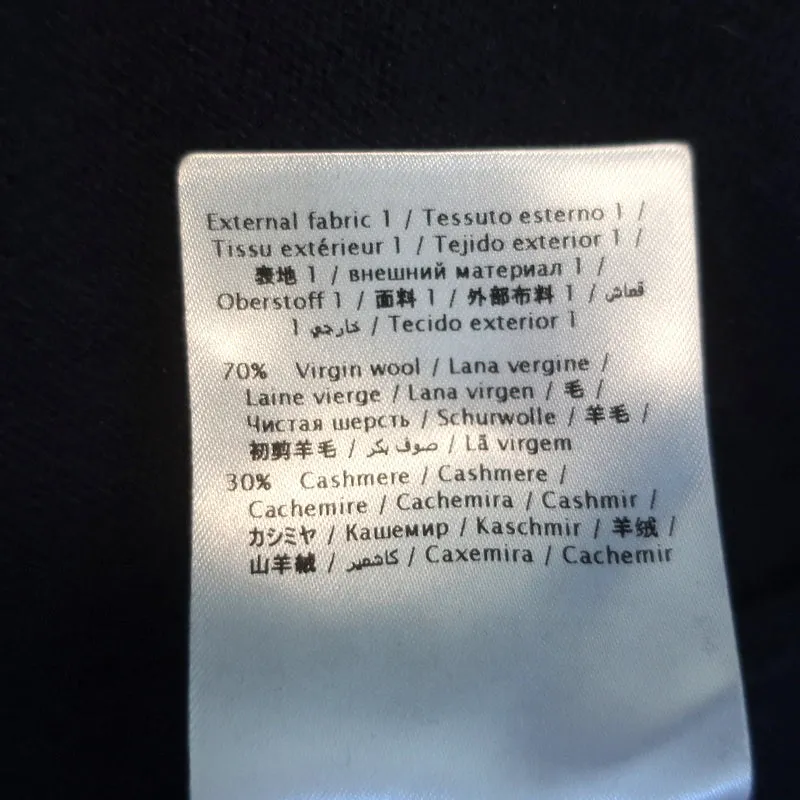 External fabric 1 / Tessuto esterno 1 /
Tissu extérieur 1 / Tejido exterior 1 /
表地 1 / внешний материал 1 /
Oberstoff 1 / 面料 1 / 外部布料 1 / قماش
خارجي 1 / Tecido exterior 1
70% Virgin wool / Lana vergine /
Laine vierge / Lana virgen / 毛 /
Чистая шерсть / Schurwolle / 羊毛 /
初剪羊毛 / صوف بكر / Lã virgem
30% Cashmere / Cashmere /
Cachemire / Cachemira / Cashmir /
カシミヤ / Кашемир / Kaschmir / 羊绒 /
山羊絨 / كاشمير / Caxemira / Cachemir